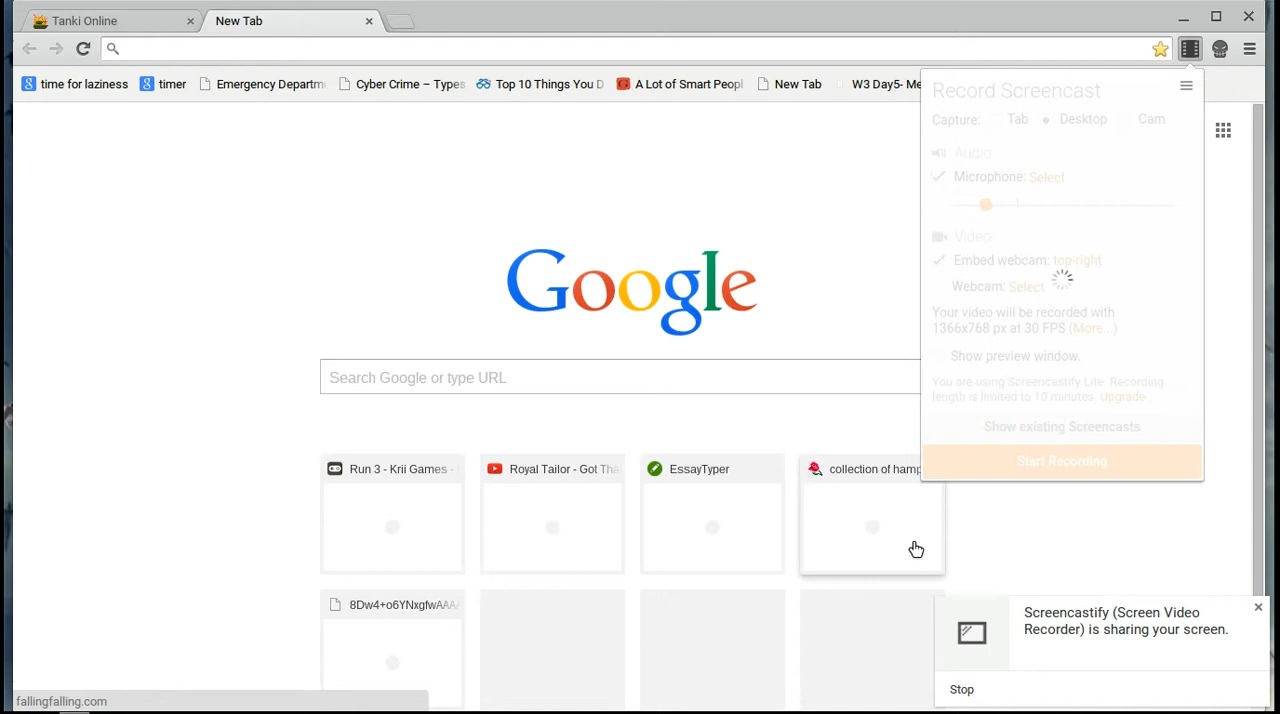 Tanki Online
New Tab
time for laziness
timer
Emergency Departm
Cyber Crime – Types
Top 10 Things You D
A Lot of Smart Peopl
New Tab
W3 Day5- Me
Record Screencast
Capture: Tab Desktop Cam
Audio
Microphone: Select
Video
Embed webcam: top-right
Webcam: Select
Your video will be recorded with
1366x768 px at 30 FPS (More...)
Show preview window.
You are using Screencastify Lite. Recording
length is limited to 10 minutes. Upgrade
Show existing Screencasts
Start Recording
Google
Search Google or type URL
Run 3 - Krii Games -
Royal Tailor - Got Tha
EssayTyper
collection of hamp
8Dw4+o6YNxgfwAAA
Screencastify (Screen Video
Recorder) is sharing your screen.
Stop
fallingfalling.com